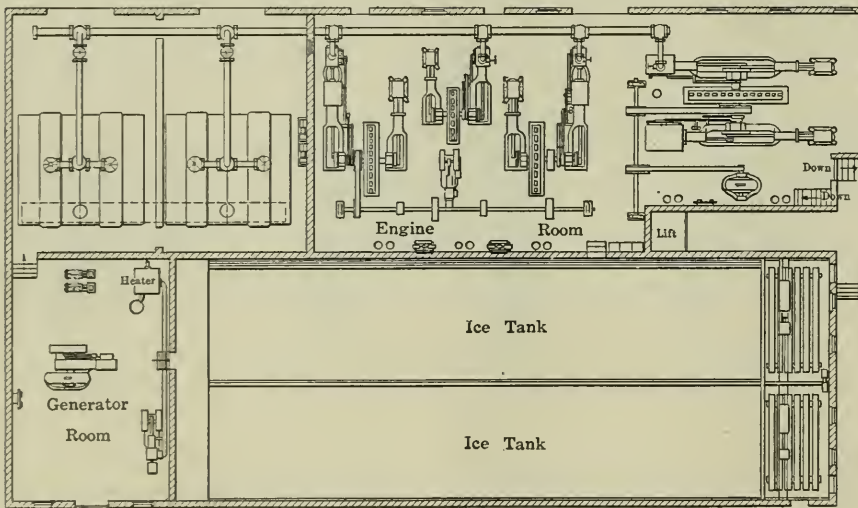 Down
Down
Engine Room
Lift
Heater
Ice Tank
Generator
Room
Ice Tank